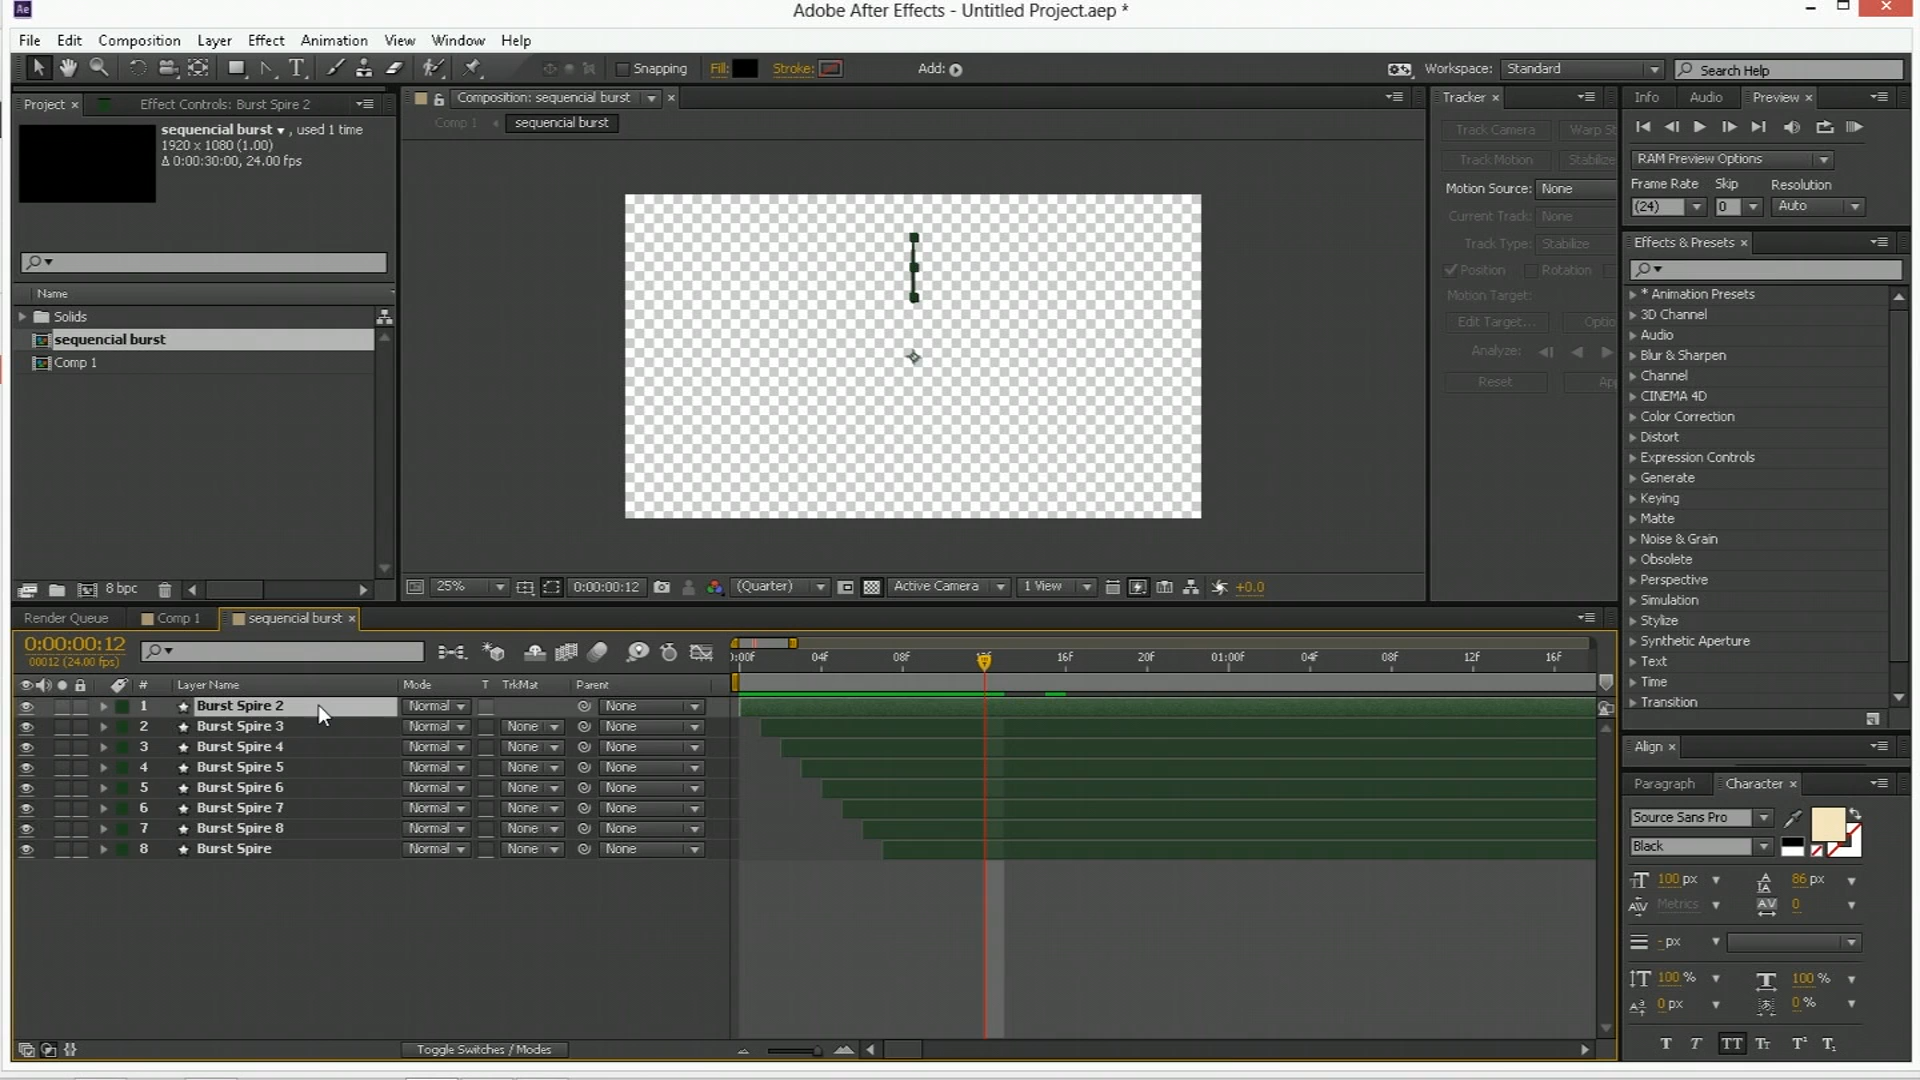 Ae
Adobe After Effects - Untitled Project.aep *
File Edit Composition Layer Effect Animation View Window Help
Snapping Fill: Stroke: Add: Workspace: Standard Search Help
Project × Effect Controls: Burst Spire 2
Composition: sequencial burst ×
Tracker ×
Info Audio Preview ×
Comp 1 sequencial burst
sequencial burst , used 1 time
1920 x 1080 (1.00)
Δ 0:00:30:00, 24.00 fps
Track Camera Warp St
Track Motion Stabilize
Motion Source: None
Current Track: None
Track Type: Stabilize
Position Rotation
Motion Target:
Edit Target... Optio
Analyze:
Reset App
RAM Preview Options
Frame Rate Skip Resolution
(24) 0 Auto
Effects & Presets ×
* Animation Presets
3D Channel
Audio
Blur & Sharpen
Channel
CINEMA 4D
Color Correction
Distort
Expression Controls
Generate
Keying
Matte
Noise & Grain
Obsolete
Perspective
Simulation
Stylize
Synthetic Aperture
Text
Time
Transition
Name
Solids
sequencial burst
Comp 1
8 bpc
25% 0:00:00:12 (Quarter) Active Camera 1 View +0.0
Render Queue Comp 1 sequencial burst ×
0:00:00:12
00012 (24.00 fps)
):00f 04f 08f 16f 20f 01:00f 04f 08f 12f 16f
# Layer Name Mode T TrkMat Parent
1 Burst Spire 2 Normal None
2 Burst Spire 3 Normal None None
3 Burst Spire 4 Normal None None
4 Burst Spire 5 Normal None None
5 Burst Spire 6 Normal None None
6 Burst Spire 7 Normal None None
7 Burst Spire 8 Normal None None
8 Burst Spire Normal None None
Toggle Switches / Modes
Align ×
Paragraph Character ×
Source Sans Pro
Black
100 px 86 px
Metrics 0
- px
100 % 100 %
0 px 0 %
T T TT Tt T¹ T₁